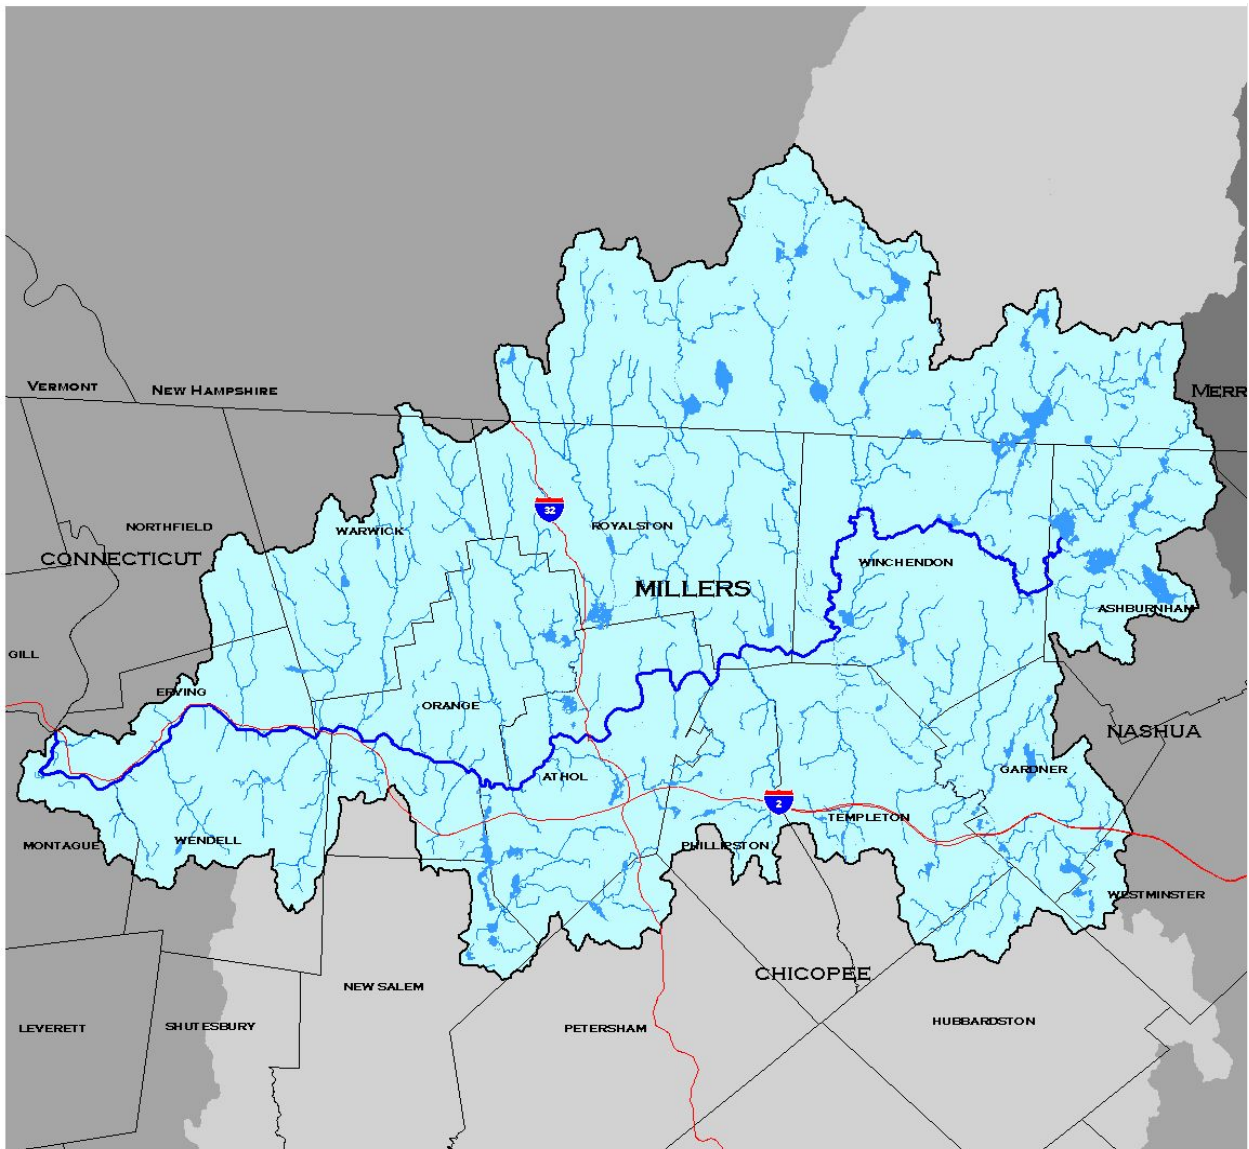 VERMONT
NEW HAMPSHIRE
MERR
32
NORTHFIELD
WARWICK
ROYALSTON
CONNECTICUT
WINCHENDON
MILLERS
ASHBURNHAM
GILL
ERVING
ORANGE
NASHUA
ATHOL
GARDNER
2
TEMPLETON
MONTAGUE
WENDELL
PHILLIPSTON
WESTMINSTER
CHICOPEE
NEW SALEM
LEVERETT
SHUTESBURY
PETERSHAM
HUBBARDSTON